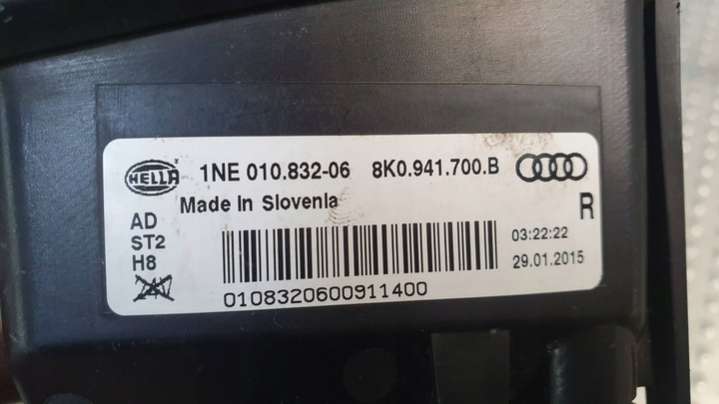 HELLA 1NE 010.832-06 8K0.941.700.B
Made In Slovenia
R
AD
ST2
H8
03:22:22
29.01.2015
0108320600911400